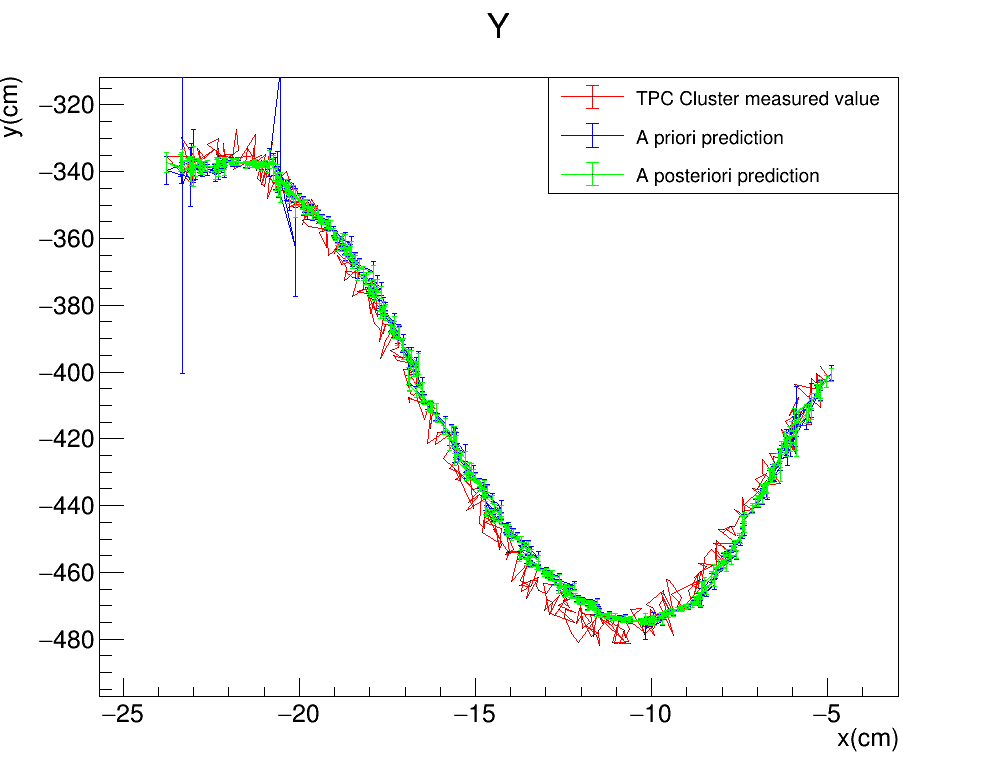 Y
y(cm)
−320
−340
−360
−380
−400
−420
−440
−460
−480
TPC Cluster measured value
A priori prediction
A posteriori prediction
−25 −20 −15 −10 −5
x(cm)